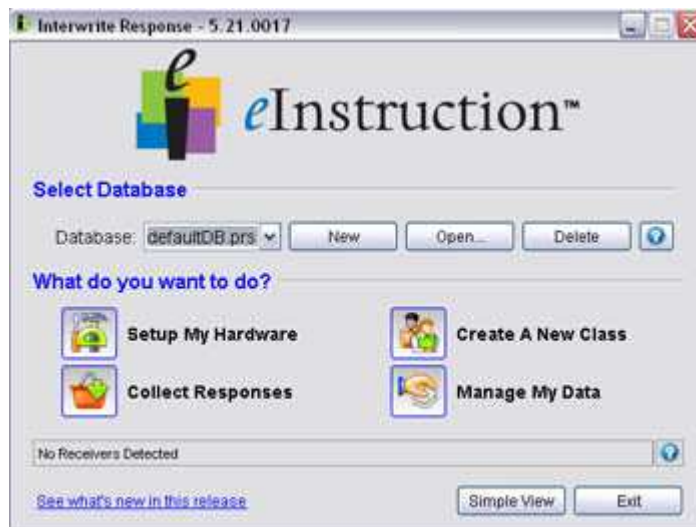 Interwrite Response - 5.21.0017
eInstruction™
Select Database
Database: defaultDB.prs New Open... Delete ?
What do you want to do?
Setup My Hardware Create A New Class
Collect Responses Manage My Data
No Receivers Detected ?
See what's new in this release Simple View Exit